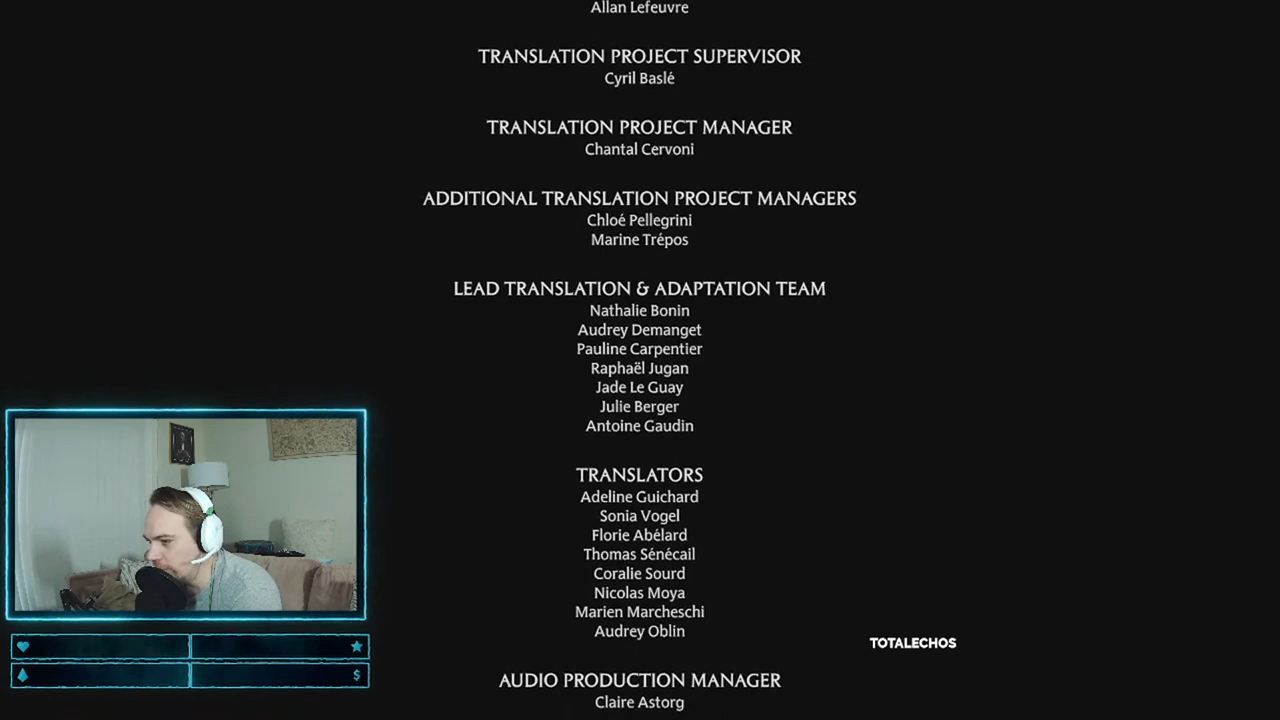 Allan Lefeuvre
TRANSLATION PROJECT SUPERVISOR
Cyril Baslé
TRANSLATION PROJECT MANAGER
Chantal Cervoni
ADDITIONAL TRANSLATION PROJECT MANAGERS
Chloé Pellegrini
Marine Trépos
LEAD TRANSLATION & ADAPTATION TEAM
Nathalie Bonin
Audrey Demanget
Pauline Carpentier
Raphaël Jugan
Jade Le Guay
Julie Berger
Antoine Gaudin
TRANSLATORS
Adeline Guichard
Sonia Vogel
Florie Abélard
Thomas Sénécail
Coralie Sourd
Nicolas Moya
Marien Marcheschi
Audrey Oblin
TOTALECHOS
AUDIO PRODUCTION MANAGER
Claire Astorg
$